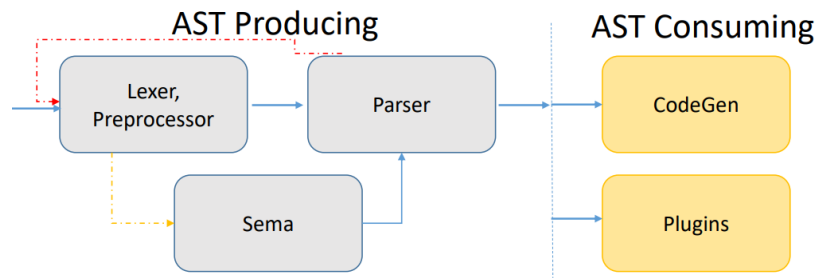 AST Producing
AST Consuming
Lexer,
Preprocessor
Parser
CodeGen
Sema
Plugins